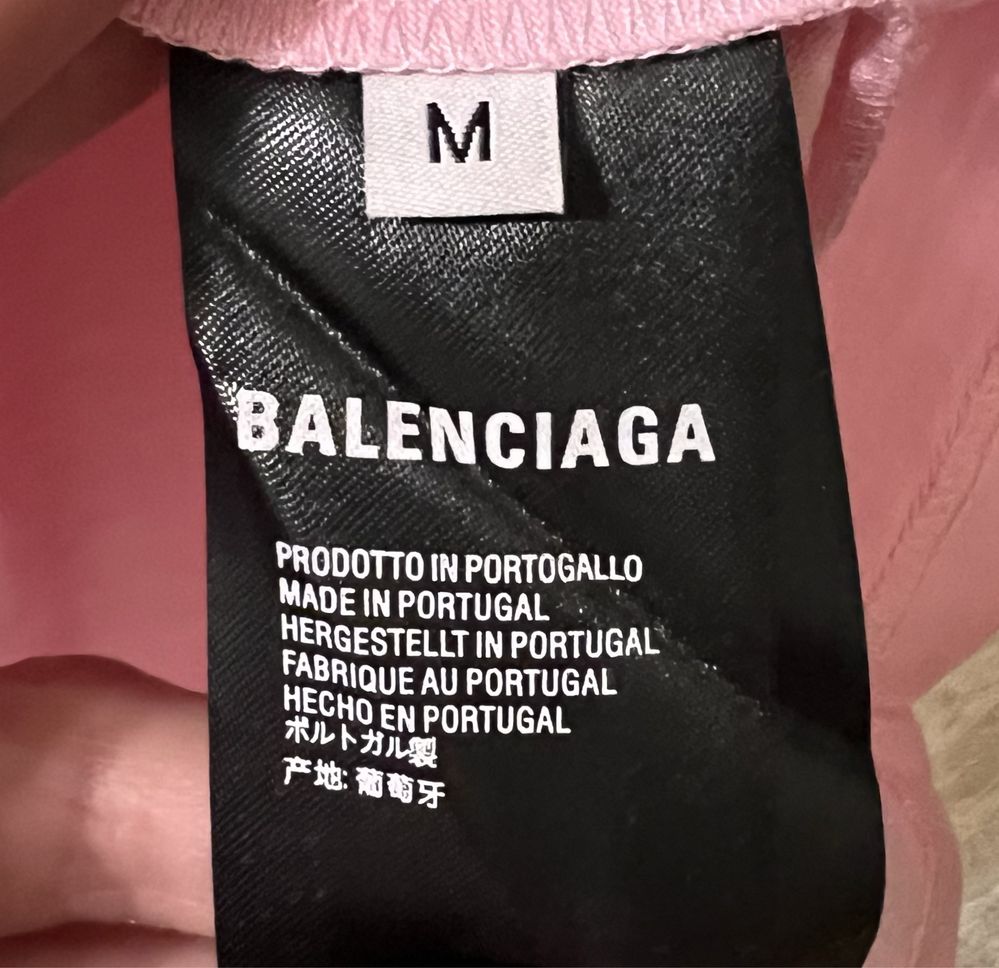 M
BALENCIAGA
PRODOTTO IN PORTOGALLO
MADE IN PORTUGAL
HERGESTELLT IN PORTUGAL
FABRIQUE AU PORTUGAL
HECHO EN PORTUGAL
ポルトガル製
产地: 葡萄牙